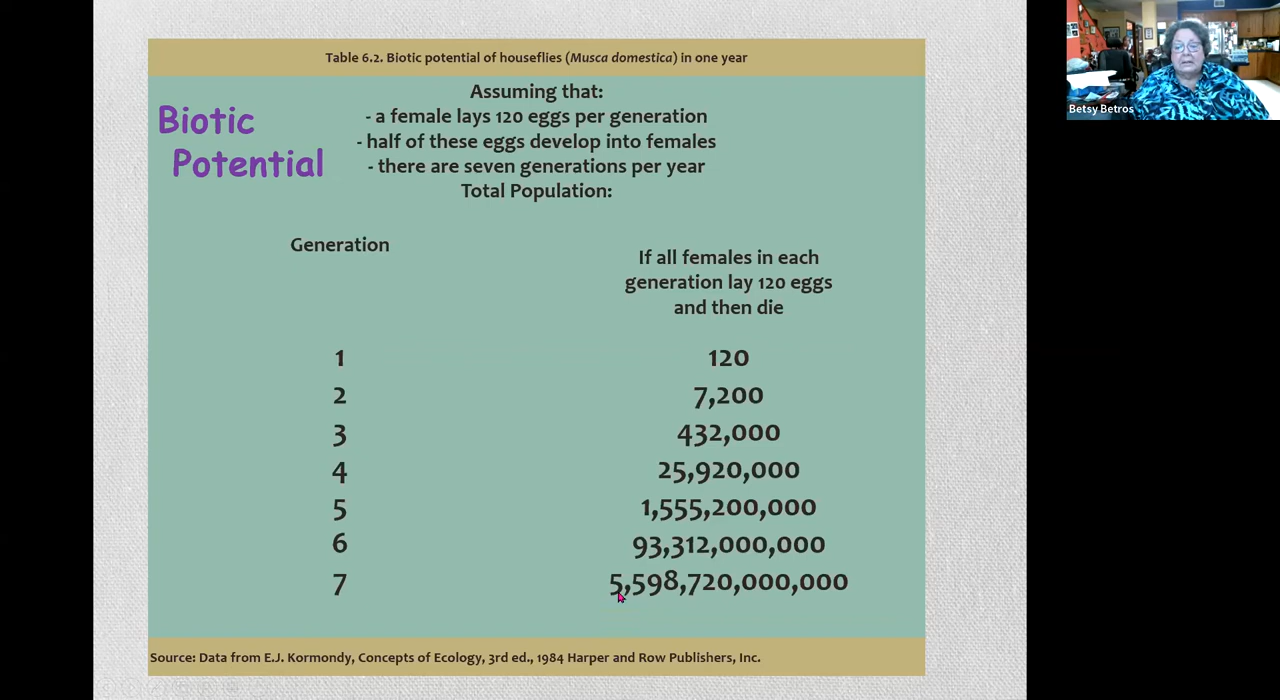 Table 6.2. Biotic potential of houseflies (Musca domestica) in one year
Biotic
Potential
Assuming that:
- a female lays 120 eggs per generation
- half of these eggs develop into females
- there are seven generations per year
Total Population:
Generation
If all females in each
generation lay 120 eggs
and then die
1 120
2 7,200
3 432,000
4 25,920,000
5 1,555,200,000
6 93,312,000,000
7 5,598,720,000,000
Source: Data from E.J. Kormondy, Concepts of Ecology, 3rd ed., 1984 Harper and Row Publishers, Inc.
Betsy Betros